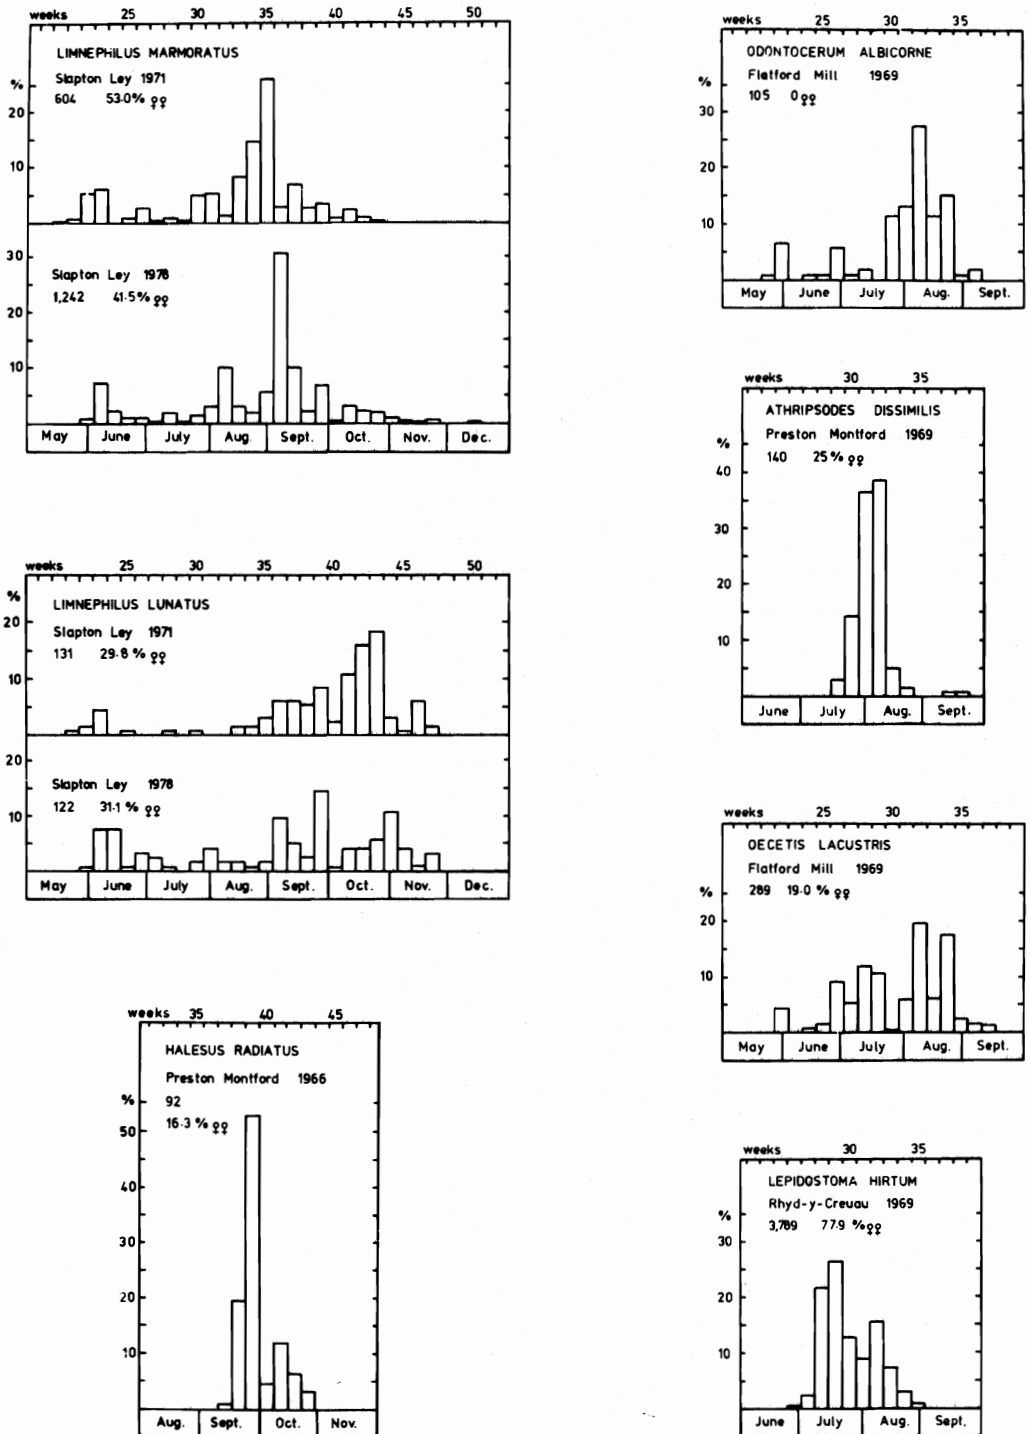 weeks 25 30 35 40 45 50
LIMNEPHILUS MARMORATUS
Slapton Ley 1971
604 53.0% ♀♀
%
20
10
Slapton Ley 1978
1,242 41.5% ♀♀
30
20
10
May June July Aug. Sept. Oct. Nov. Dec.
weeks 25 30 35 40 45 50
LIMNEPHILUS LUNATUS
Slapton Ley 1971
131 29.8 % ♀♀
%
20
10
Slapton Ley 1978
122 31.1 % ♀♀
20
10
May June July Aug. Sept. Oct. Nov. Dec.
weeks 35 40 45
HALESUS RADIATUS
Preston Montford 1966
92
16.3 % ♀♀
%
50
40
30
20
10
Aug. Sept. Oct. Nov.
weeks 25 30 35
ODONTOCERUM ALBICORNE
Flatford Mill 1969
105 0 ♀♀
%
30
20
10
May June July Aug. Sept.
weeks 30 35
ATHRIPSODES DISSIMILIS
Preston Montford 1969
140 25 % ♀♀
%
40
30
20
10
June July Aug. Sept.
weeks 25 30 35
OECETIS LACUSTRIS
Flatford Mill 1969
289 19.0 % ♀♀
%
20
10
May June July Aug. Sept.
weeks 30 35
LEPIDOSTOMA HIRTUM
Rhyd-y-Creuau 1969
3,789 77.9 % ♀♀
%
30
20
10
June July Aug. Sept.